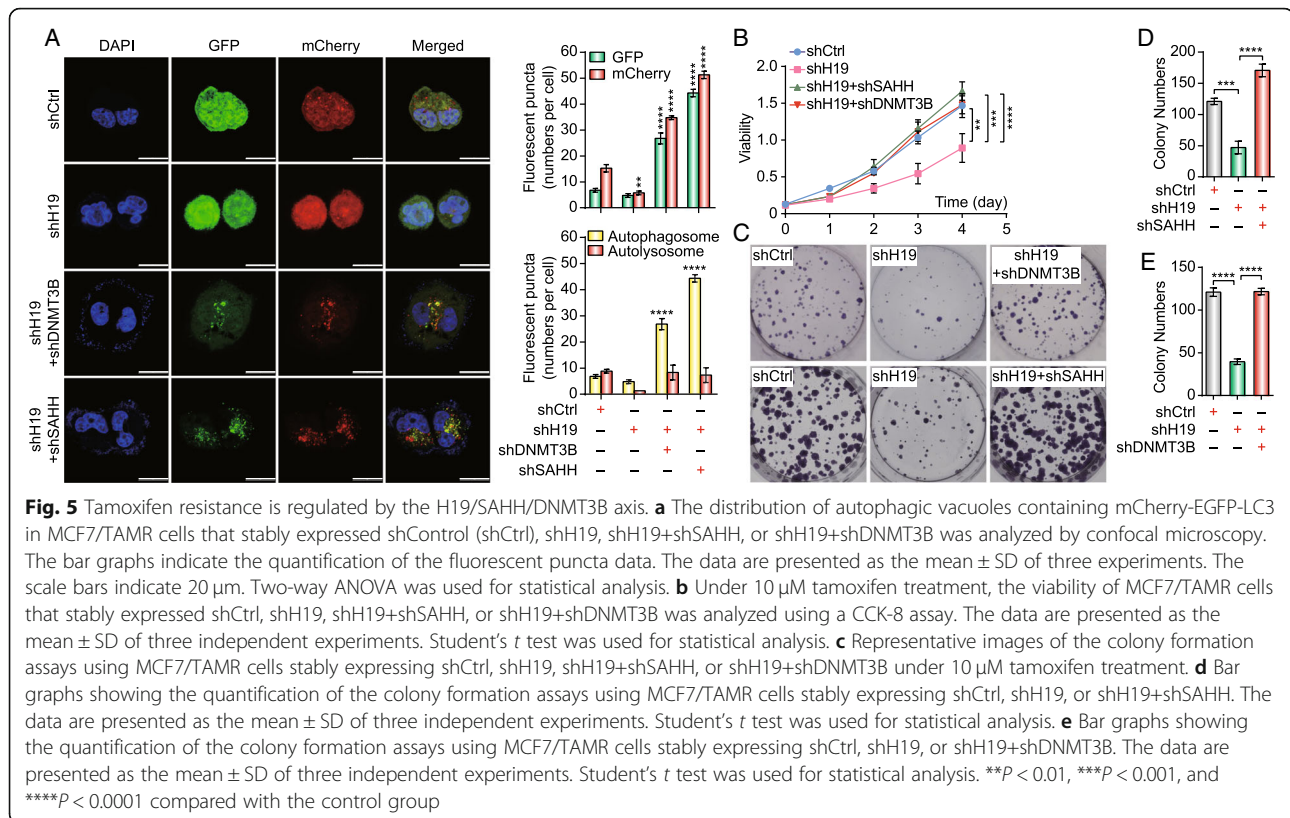 A
DAPI
GFP
mCherry
Merged
shCtrl
shH19
shH19
+shDNMT3B
shH19
+shSAHH
Fluorescent puncta
(numbers per cell)
60
50
40
30
20
10
0
GFP
mCherry
**
****
****
****
****
Fluorescent puncta
(numbers per cell)
60
50
40
30
20
10
0
Autophagosome
Autolysosome
****
****
shCtrl + – – –
shH19 – + + +
shDNMT3B – – + –
shSAHH – – – +
B
shCtrl
shH19
shH19+shSAHH
shH19+shDNMT3B
Viability
2.0
1.5
1.0
0.5
0
**
***
****
Time (day)
0 1 2 3 4 5
C
shCtrl
shH19
shH19
+shDNMT3B
shCtrl
shH19
shH19+shSAHH
D
Colony Numbers
200
150
100
50
0
***
****
shCtrl + – –
shH19 – + +
shSAHH – – +
E
Colony Numbers
150
100
50
0
****
****
shCtrl + – –
shH19 – + +
shDNMT3B – – +
Fig. 5 Tamoxifen resistance is regulated by the H19/SAHH/DNMT3B axis. a The distribution of autophagic vacuoles containing mCherry-EGFP-LC3
in MCF7/TAMR cells that stably expressed shControl (shCtrl), shH19, shH19+shSAHH, or shH19+shDNMT3B was analyzed by confocal microscopy.
The bar graphs indicate the quantification of the fluorescent puncta data. The data are presented as the mean ± SD of three experiments. The
scale bars indicate 20 μm. Two-way ANOVA was used for statistical analysis. b Under 10 μM tamoxifen treatment, the viability of MCF7/TAMR cells
that stably expressed shCtrl, shH19, shH19+shSAHH, or shH19+shDNMT3B was analyzed using a CCK-8 assay. The data are presented as the
mean ± SD of three independent experiments. Student's t test was used for statistical analysis. c Representative images of the colony formation
assays using MCF7/TAMR cells stably expressing shCtrl, shH19, shH19+shSAHH, or shH19+shDNMT3B under 10 μM tamoxifen treatment. d Bar
graphs showing the quantification of the colony formation assays using MCF7/TAMR cells stably expressing shCtrl, shH19, or shH19+shSAHH. The
data are presented as the mean ± SD of three independent experiments. Student's t test was used for statistical analysis. e Bar graphs showing
the quantification of the colony formation assays using MCF7/TAMR cells stably expressing shCtrl, shH19, or shH19+shDNMT3B. The data are
presented as the mean ± SD of three independent experiments. Student's t test was used for statistical analysis. **P < 0.01, ***P < 0.001, and
****P < 0.0001 compared with the control group